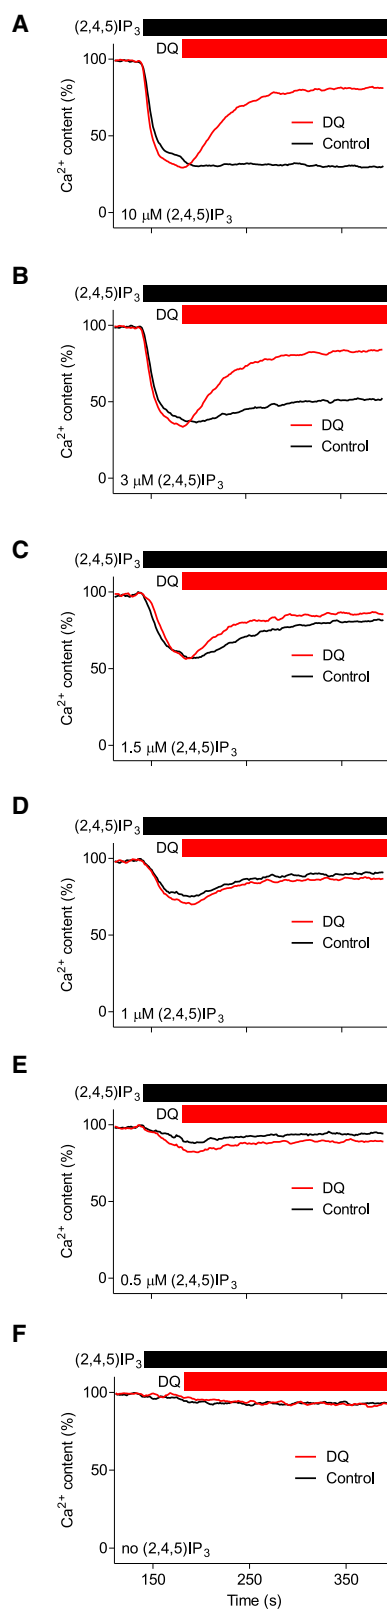 A
(2,4,5)IP₃
DQ
Ca²⁺ content (%)
100
50
0
DQ
Control
10 µM (2,4,5)IP₃
B
(2,4,5)IP₃
DQ
Ca²⁺ content (%)
100
50
0
DQ
Control
3 µM (2,4,5)IP₃
C
(2,4,5)IP₃
DQ
Ca²⁺ content (%)
100
50
0
DQ
Control
1.5 µM (2,4,5)IP₃
D
(2,4,5)IP₃
DQ
Ca²⁺ content (%)
100
50
0
DQ
Control
1 µM (2,4,5)IP₃
E
(2,4,5)IP₃
DQ
Ca²⁺ content (%)
100
50
0
DQ
Control
0.5 µM (2,4,5)IP₃
F
(2,4,5)IP₃
DQ
Ca²⁺ content (%)
100
50
0
DQ
Control
no (2,4,5)IP₃
150 250 350
Time (s)